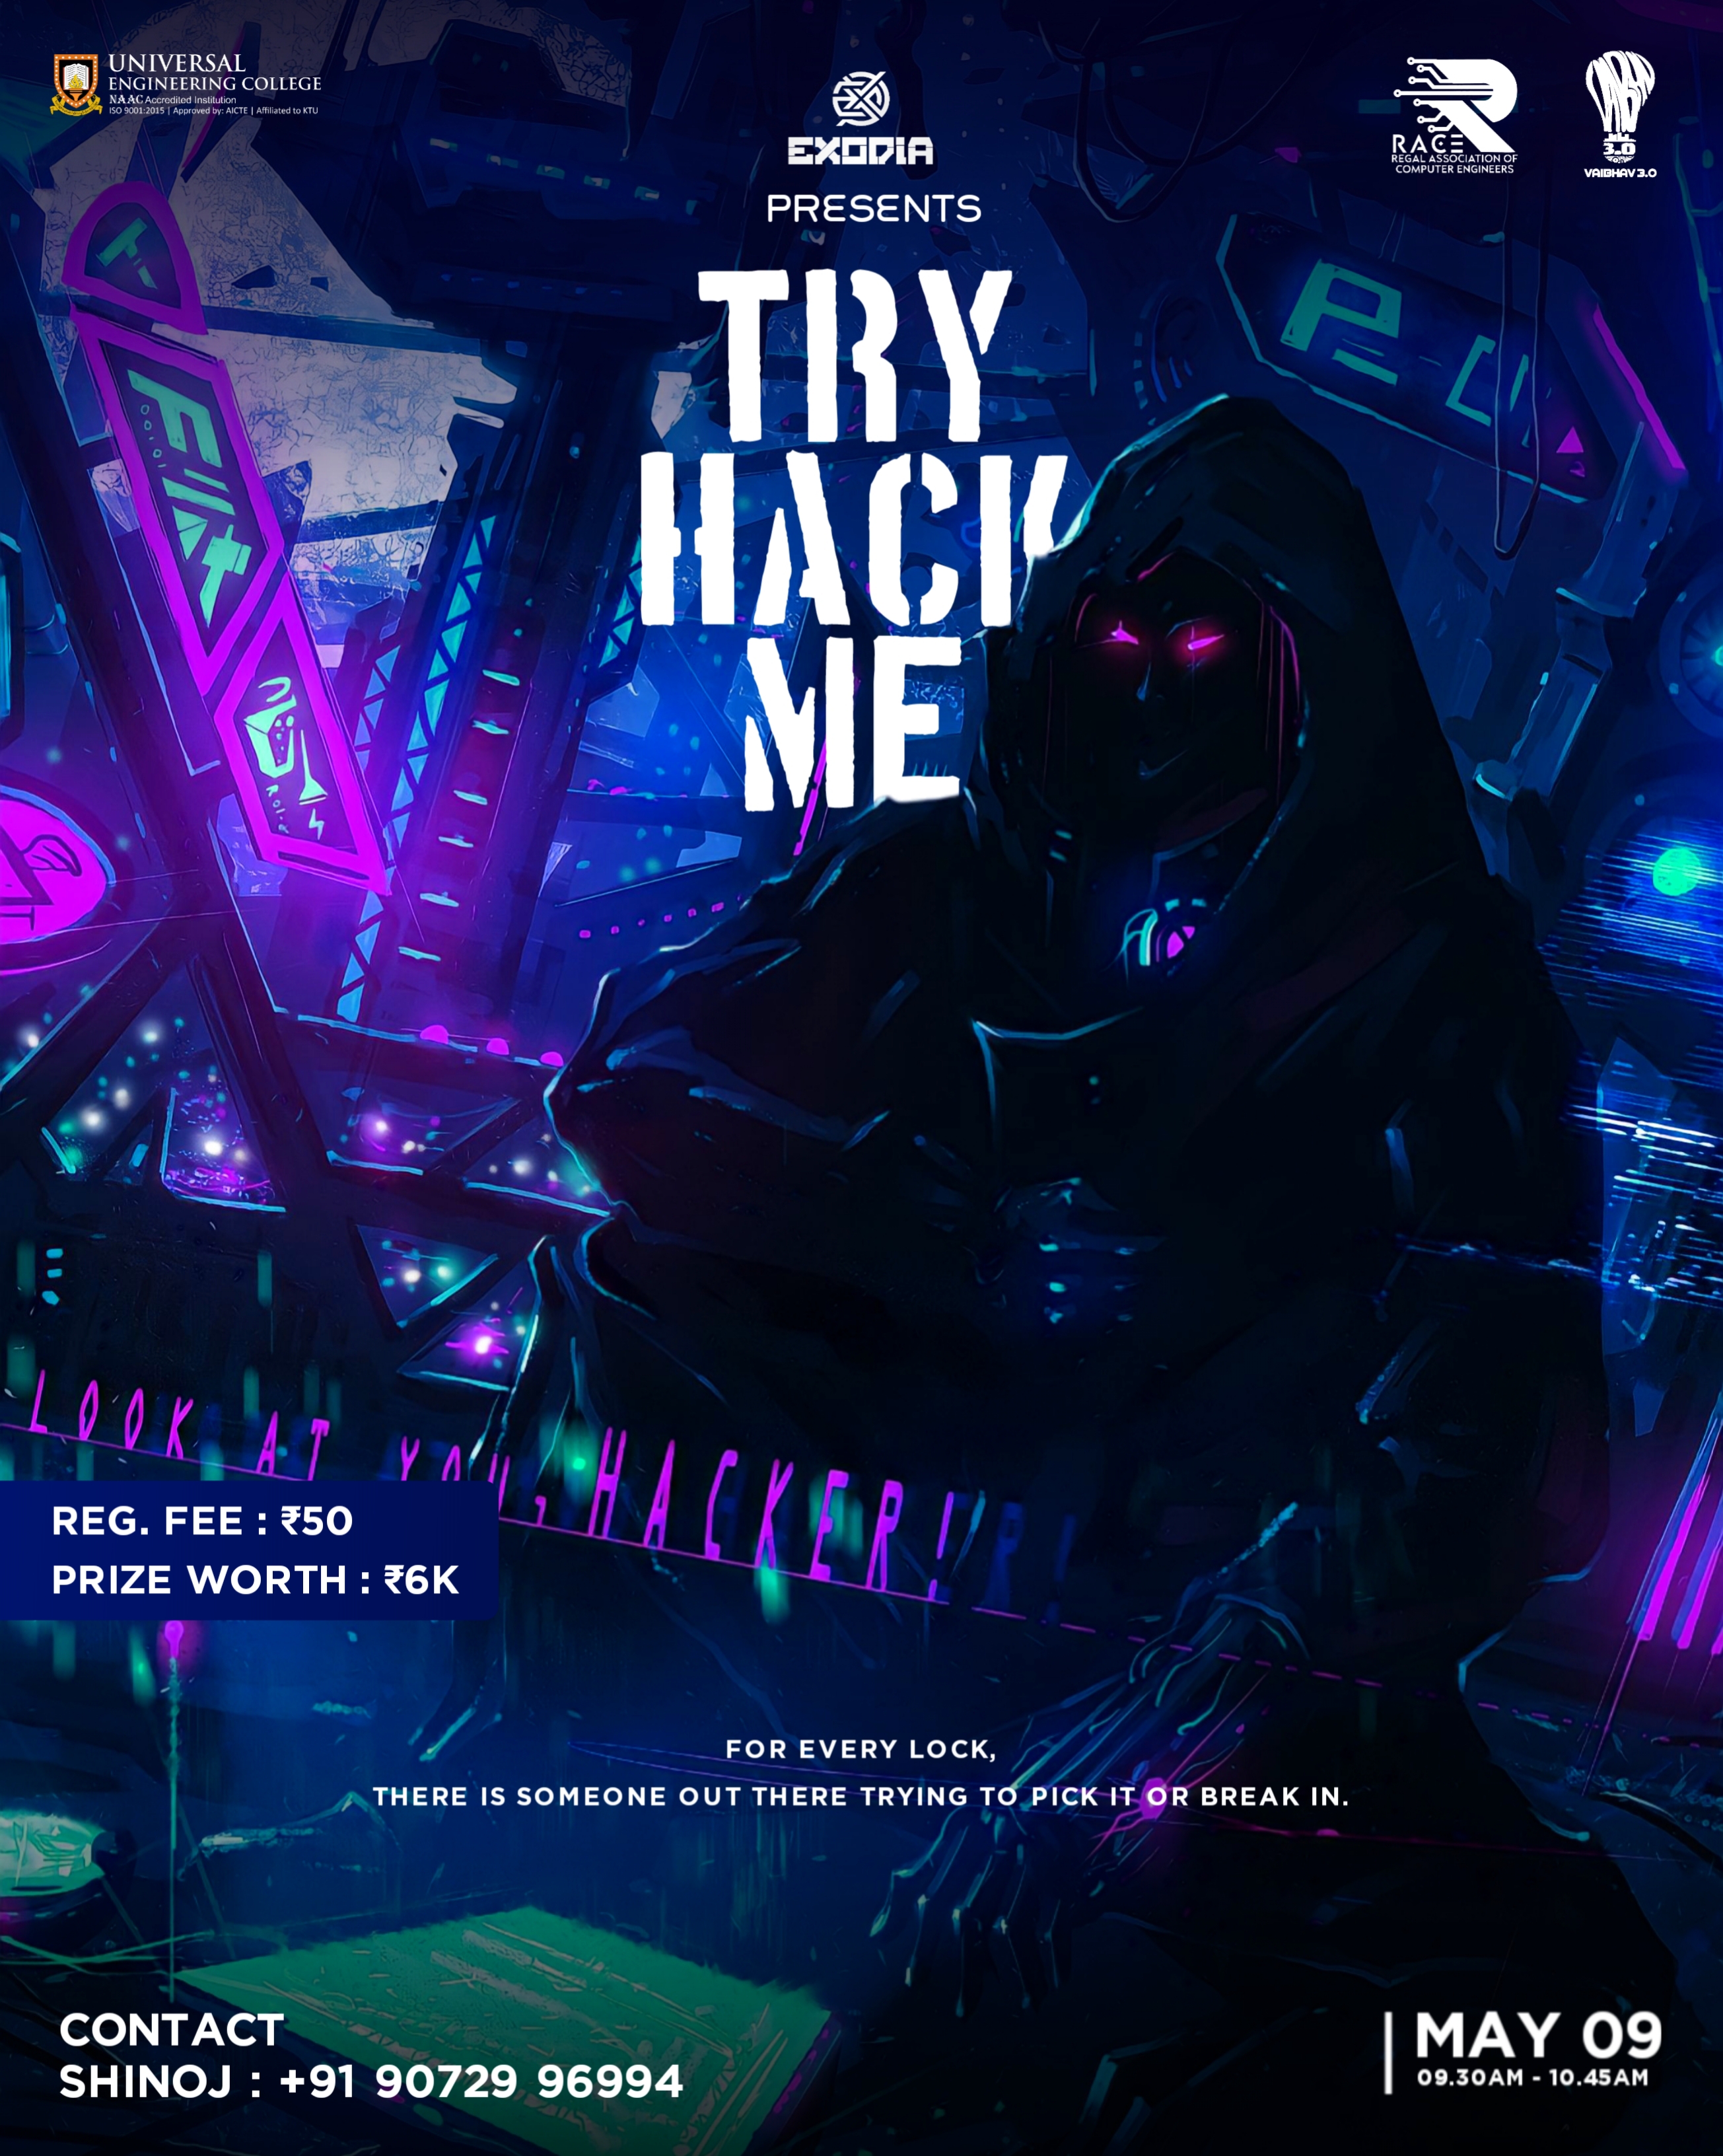 UNIVERSAL
ENGINEERING COLLEGE
NAAC Accredited Institution
ISO 9001:2015 | Approved by: AICTE | Affiliated to KTU
EXODIA
PRESENTS
RACE
REGAL ASSOCIATION OF
COMPUTER ENGINEERS
3.0
VAIBHAV 3.0
TRY
HACK
ME
LOOK AT YOU, HACKER!
REG. FEE : ₹50
PRIZE WORTH : ₹6K
FOR EVERY LOCK,
THERE IS SOMEONE OUT THERE TRYING TO PICK IT OR BREAK IN.
CONTACT
SHINOJ : +91 90729 96994
MAY 09
09.30AM - 10.45AM